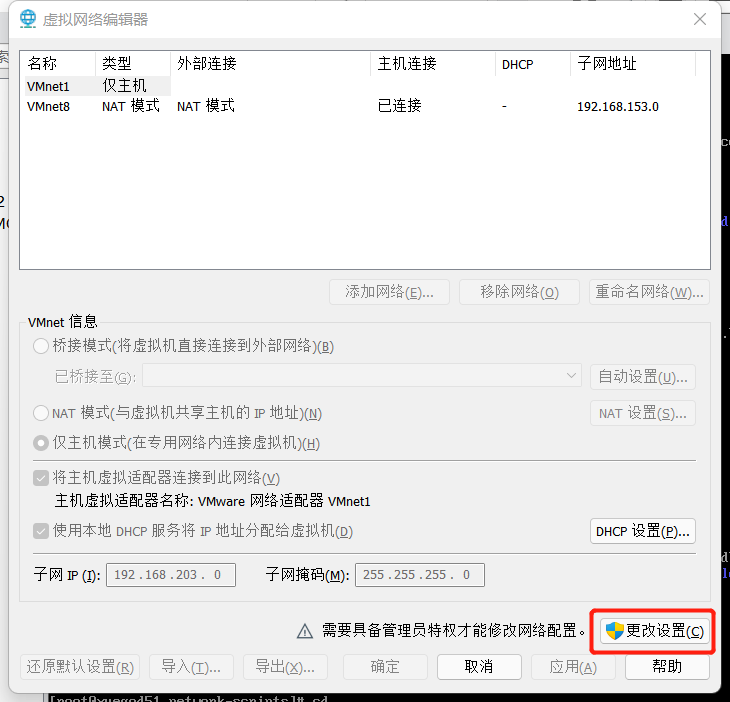 虚拟网络编辑器
名称 类型 外部连接 主机连接 DHCP 子网地址
VMnet1 仅主机
VMnet8 NAT 模式 NAT 模式 已连接 - 192.168.153.0
添加网络(E)... 移除网络(O) 重命名网络(W)...
VMnet 信息
桥接模式(将虚拟机直接连接到外部网络)(B)
已桥接至(G): 自动设置(U)...
NAT 模式(与虚拟机共享主机的 IP 地址)(N) NAT 设置(S)...
仅主机模式(在专用网络内连接虚拟机)(H)
将主机虚拟适配器连接到此网络(V)
主机虚拟适配器名称: VMware 网络适配器 VMnet1
使用本地 DHCP 服务将 IP 地址分配给虚拟机(D) DHCP 设置(P)...
子网 IP (I): 192.168.203. 0 子网掩码(M): 255.255.255. 0
需要具备管理员特权才能修改网络配置。 更改设置(C)
还原默认设置(R) 导入(T)... 导出(X)... 确定 取消 应用(A) 帮助